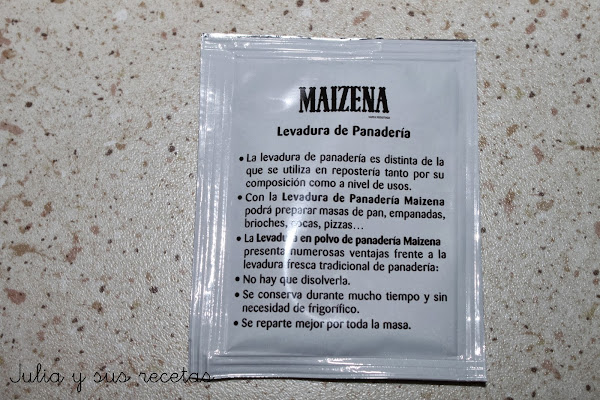 MAIZENA
Levadura de Panadería
• La levadura de panadería es distinta de la
que se utiliza en repostería tanto por su
composición como a nivel de usos.
• Con la Levadura de Panadería Maizena
podrá preparar masas de pan, empanadas,
brioches, cocas, pizzas...
• La Levadura en polvo de panadería Maizena
presenta numerosas ventajas frente a la
levadura fresca tradicional de panadería:
• No hay que disolverla.
• Se conserva durante mucho tiempo y sin
necesidad de frigorífico.
• Se reparte mejor por toda la masa.
Julia y sus recetas